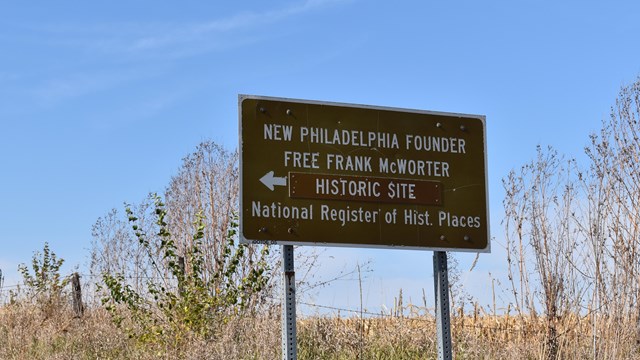 NEW PHILADELPHIA FOUNDER
FREE FRANK McWORTER
HISTORIC SITE
National Register of Hist. Places